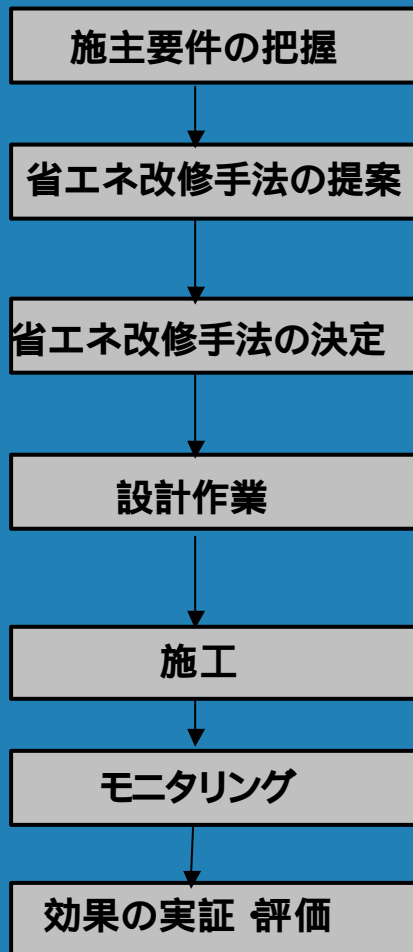 施主要件の把握
省エネ改修手法の提案
省エネ改修手法の決定
設計作業
施工
モニタリング
効果の実証・評価